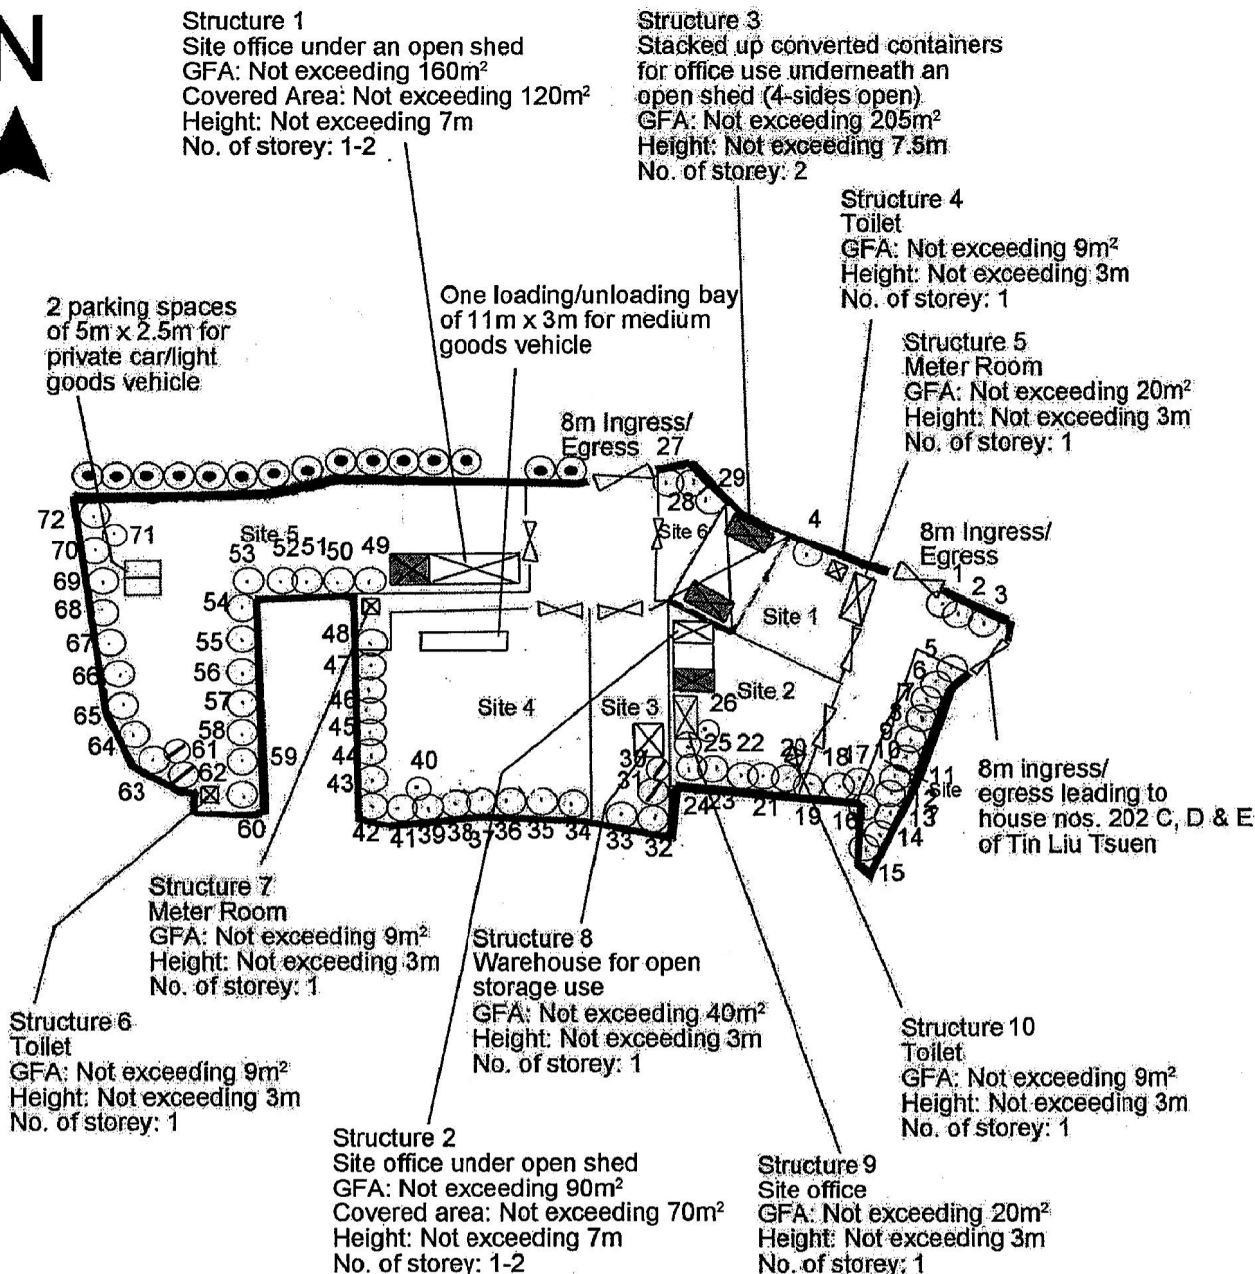 N
Structure 1
Site office under an open shed
GFA: Not exceeding 160m²
Covered Area: Not exceeding 120m²
Height: Not exceeding 7m
No. of storey: 1-2
Structure 3
Stacked up converted containers
for office use underneath an
open shed (4-sides open)
GFA: Not exceeding 205m²
Height: Not exceeding 7.5m
No. of storey: 2
Structure 4
Toilet
GFA: Not exceeding 9m²
Height: Not exceeding 3m
No. of storey: 1
2 parking spaces
of 5m x 2.5m for
private car/light
goods vehicle
One loading/unloading bay
of 11m x 3m for medium
goods vehicle
Structure 5
Meter Room
GFA: Not exceeding 20m²
Height: Not exceeding 3m
No. of storey: 1
8m Ingress/
Egress
27
29
28
4
8m Ingress/
Egress
1
2
3
72
71
70
69
68
67
66
65
64
63
Site 5
53
52
51
50
49
Site 6
54
55
56
57
58
59
61
62
60
48
47
46
45
44
43
40
Site 4
Site 3
Site 1
Site 2
26
30
31
25
22
20
18
17
5
6
7
8
9
10
11
Site
12
13
14
15
42
41
39
38
37
36
35
34
33
32
24
23
21
19
16
8m ingress/
egress leading to
house nos. 202 C, D & E
of Tin Liu Tsuen
Structure 7
Meter Room
GFA: Not exceeding 9m²
Height: Not exceeding 3m
No. of storey: 1
Structure 8
Warehouse for open
storage use
GFA: Not exceeding 40m²
Height: Not exceeding 3m
No. of storey: 1
Structure 6
Toilet
GFA: Not exceeding 9m²
Height: Not exceeding 3m
No. of storey: 1
Structure 10
Toilet
GFA: Not exceeding 9m²
Height: Not exceeding 3m
No. of storey: 1
Structure 2
Site office under open shed
GFA: Not exceeding 90m²
Covered area: Not exceeding 70m²
Height: Not exceeding 7m
No. of storey: 1-2
Structure 9
Site office
GFA: Not exceeding 20m²
Height: Not exceeding 3m
No. of storey: 1